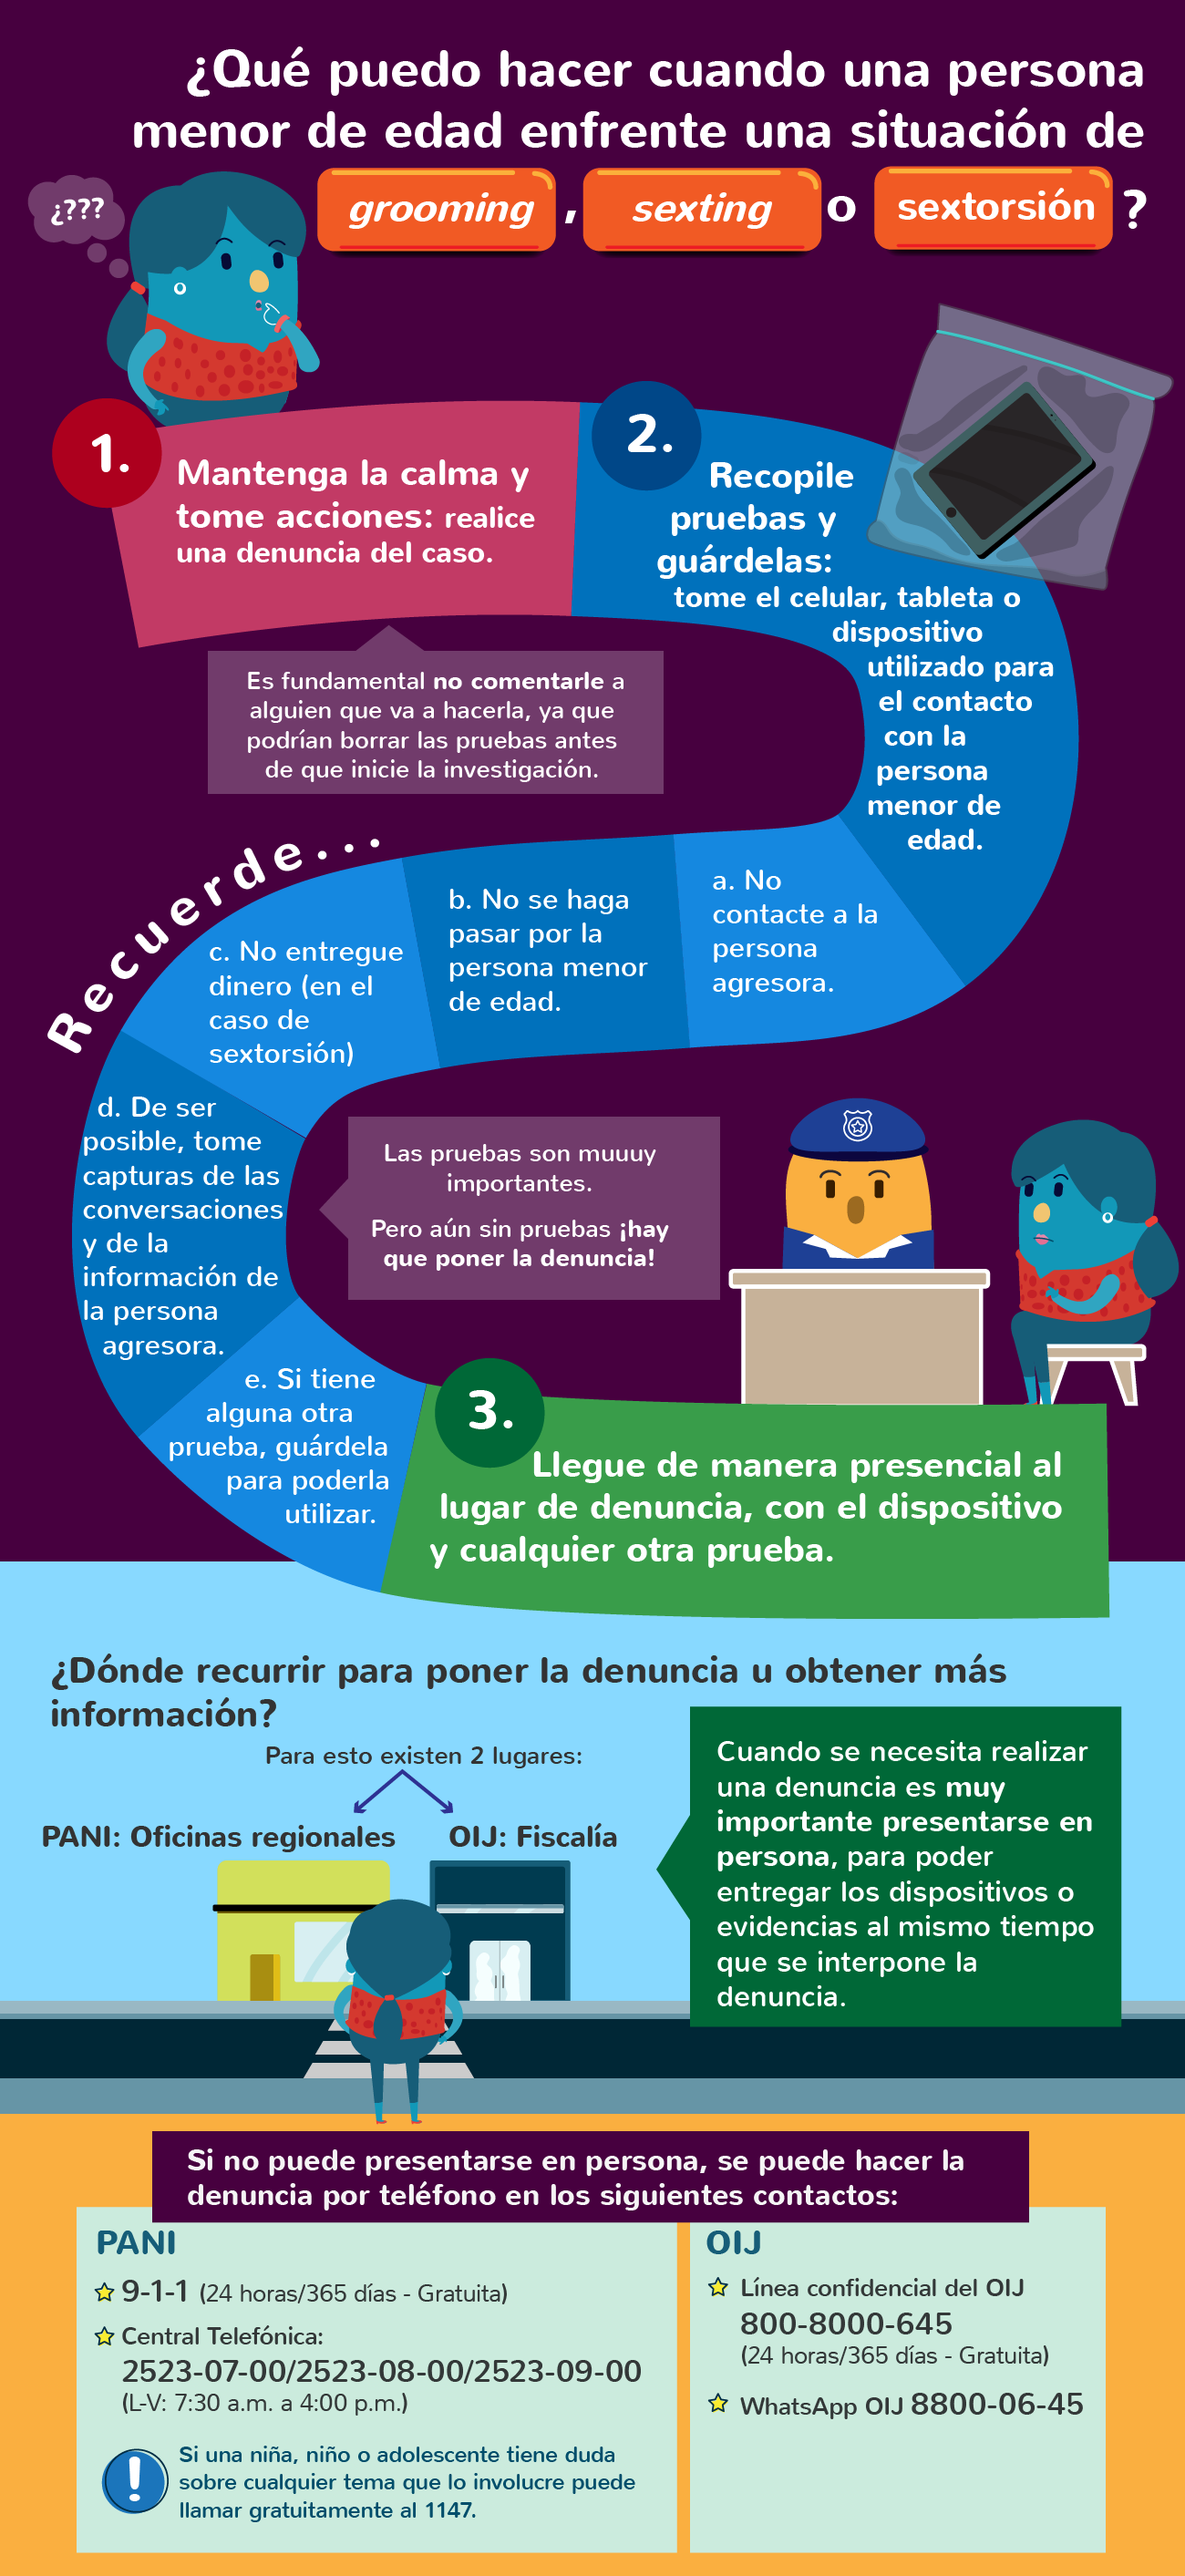 ¿Qué puedo hacer cuando una persona
menor de edad enfrente una situación de
grooming, sexting o sextorsión?
¿???
1.
Mantenga la calma y
tome acciones: realice
una denuncia del caso.
Es fundamental no comentarle a
alguien que va a hacerla, ya que
podrían borrar las pruebas antes
de que inicie la investigación.
2.
Recopile
pruebas y
guárdelas:
tome el celular, tableta o
dispositivo
utilizado para
el contacto
con la
persona
menor de
edad.
Recuerde...
a. No
contacte a la
persona
agresora.
b. No se haga
pasar por la
persona menor
de edad.
c. No entregue
dinero (en el
caso de
sextorsión)
d. De ser
posible, tome
capturas de las
conversaciones
y de la
información de
la persona
agresora.
Las pruebas son muuuy
importantes.
Pero aún sin pruebas ¡hay
que poner la denuncia!
e. Si tiene
alguna otra
prueba, guárdela
para poderla
utilizar.
3.
Llegue de manera presencial al
lugar de denuncia, con el dispositivo
y cualquier otra prueba.
¿Dónde recurrir para poner la denuncia u obtener más
información?
Para esto existen 2 lugares:
PANI: Oficinas regionales
OIJ: Fiscalía
Cuando se necesita realizar
una denuncia es muy
importante presentarse en
persona, para poder
entregar los dispositivos o
evidencias al mismo tiempo
que se interpone la
denuncia.
Si no puede presentarse en persona, se puede hacer la
denuncia por teléfono en los siguientes contactos:
PANI
9-1-1 (24 horas/365 días - Gratuita)
Central Telefónica:
2523-07-00/2523-08-00/2523-09-00
(L-V: 7:30 a.m. a 4:00 p.m.)
Si una niña, niño o adolescente tiene duda
sobre cualquier tema que lo involucre puede
llamar gratuitamente al 1147.
OIJ
Línea confidencial del OIJ
800-8000-645
(24 horas/365 días - Gratuita)
WhatsApp OIJ 8800-06-45